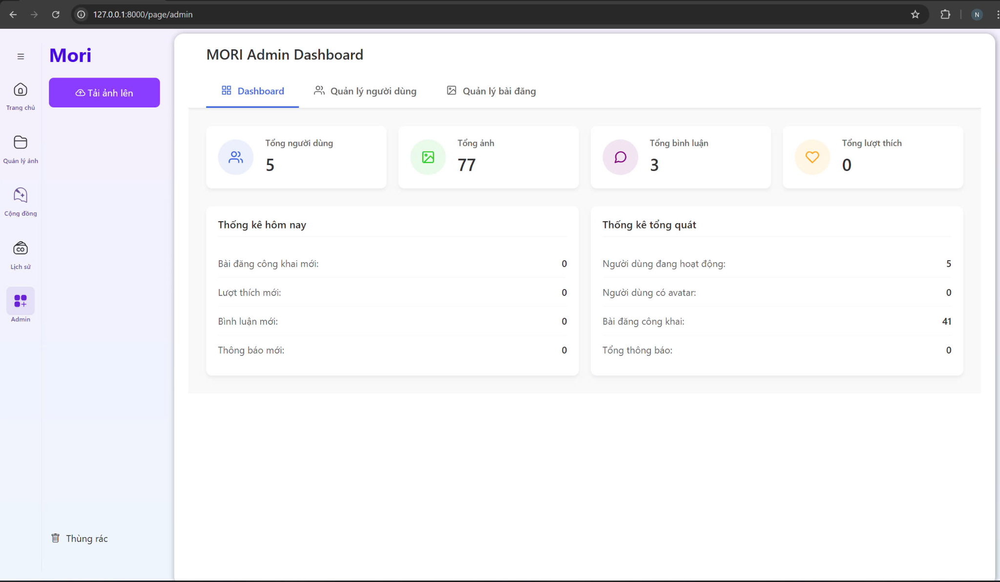 127.0.0.1:8000/page/admin
N
Mori
Tải ảnh lên
Trang chủ
Quản lý ảnh
Cộng đồng
CO
Lịch sử
Admin
Thùng rác
MORI Admin Dashboard
Dashboard
Quản lý người dùng
Quản lý bài đăng
Tổng người dùng
5
Tổng ảnh
77
Tổng bình luận
3
Tổng lượt thích
0
Thống kê hôm nay
Bài đăng công khai mới: 0
Lượt thích mới: 0
Bình luận mới: 0
Thông báo mới: 0
Thống kê tổng quát
Người dùng đang hoạt động: 5
Người dùng có avatar: 0
Bài đăng công khai: 41
Tổng thông báo: 0